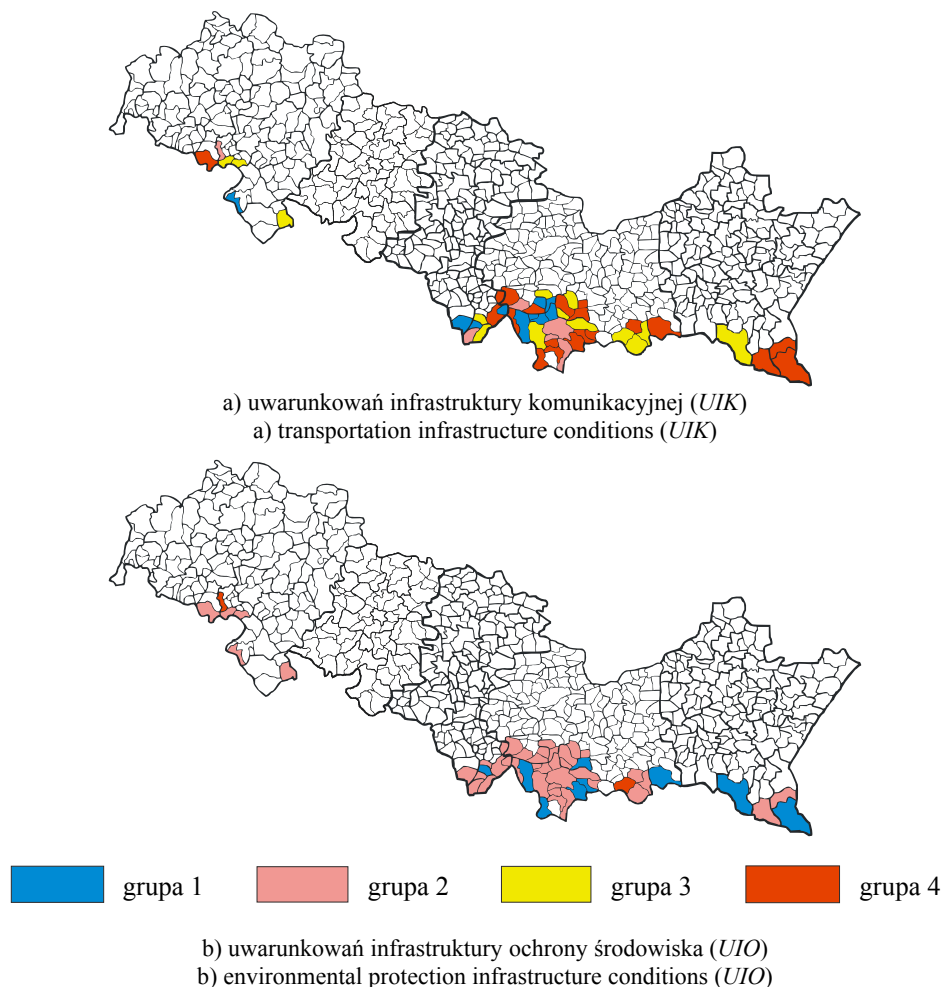 a) uwarunkowań infrastruktury komunikacyjnej (UIK)
a) transportation infrastructure conditions (UIK)
grupa 1 grupa 2 grupa 3 grupa 4
b) uwarunkowań infrastruktury ochrony środowiska (UIO)
b) environmental protection infrastructure conditions (UIO)